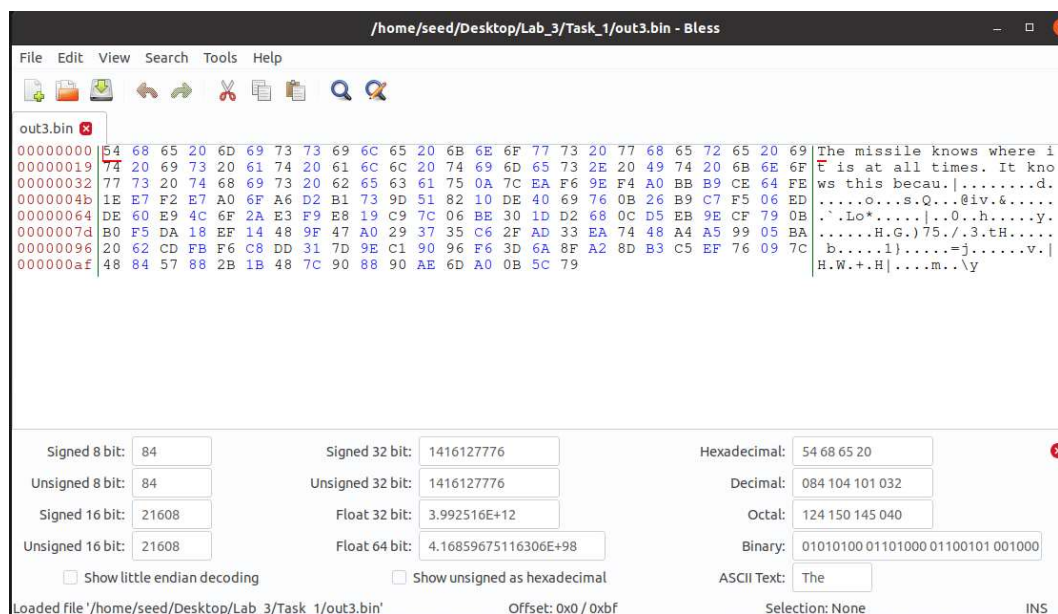 /home/seed/Desktop/Lab_3/Task_1/out3.bin - Bless
File Edit View Search Tools Help
out3.bin
00000000 54 68 65 20 6D 69 73 73 69 6C 65 20 6B 6E 6F 77 73 20 77 68 65 72 65 20 69 The missile knows where i
00000019 74 20 69 73 20 61 74 20 61 6C 6C 20 74 69 6D 65 73 2E 20 49 74 20 6B 6E 6F t is at all times. It kno
00000032 77 73 20 74 68 69 73 20 62 65 63 61 75 0A 7C EA F6 9E F4 A0 BB B9 CE 64 FE ws this becau.|........d.
0000004b 1E E7 F2 E7 A0 6F A6 D2 B1 73 9D 51 82 10 DE 40 69 76 0B 26 B9 C7 F5 06 ED .....o...s.Q...@iv.&.....
00000064 DE 60 E9 4C 6F 2A E3 F9 E8 19 C9 7C 06 BE 30 1D D2 68 0C D5 EB 9E CF 79 0B .`.Lo*.....|..0..h.....y.
0000007d B0 F5 DA 18 EF 14 48 9F 47 A0 29 37 35 C6 2F AD 33 EA 74 48 A4 A5 99 05 BA ......H.G.)75./.3.tH.....
00000096 20 62 CD FB F6 C8 DD 31 7D 9E C1 90 96 F6 3D 6A 8F A2 8D B3 C5 EF 76 09 7C b.....1}.....=j......v.|
000000af 48 84 57 88 2B 1B 48 7C 90 88 90 AE 6D A0 0B 5C 79 H.W.+.H|....m..\y
Signed 8 bit: 84 Signed 32 bit: 1416127776 Hexadecimal: 54 68 65 20
Unsigned 8 bit: 84 Unsigned 32 bit: 1416127776 Decimal: 084 104 101 032
Signed 16 bit: 21608 Float 32 bit: 3.992516E+12 Octal: 124 150 145 040
Unsigned 16 bit: 21608 Float 64 bit: 4.16859675116306E+98 Binary: 01010100 01101000 01100101 001000
Show little endian decoding Show unsigned as hexadecimal ASCII Text: The
Loaded file '/home/seed/Desktop/Lab_3/Task_1/out3.bin' Offset: 0x0 / 0xbf Selection: None INS